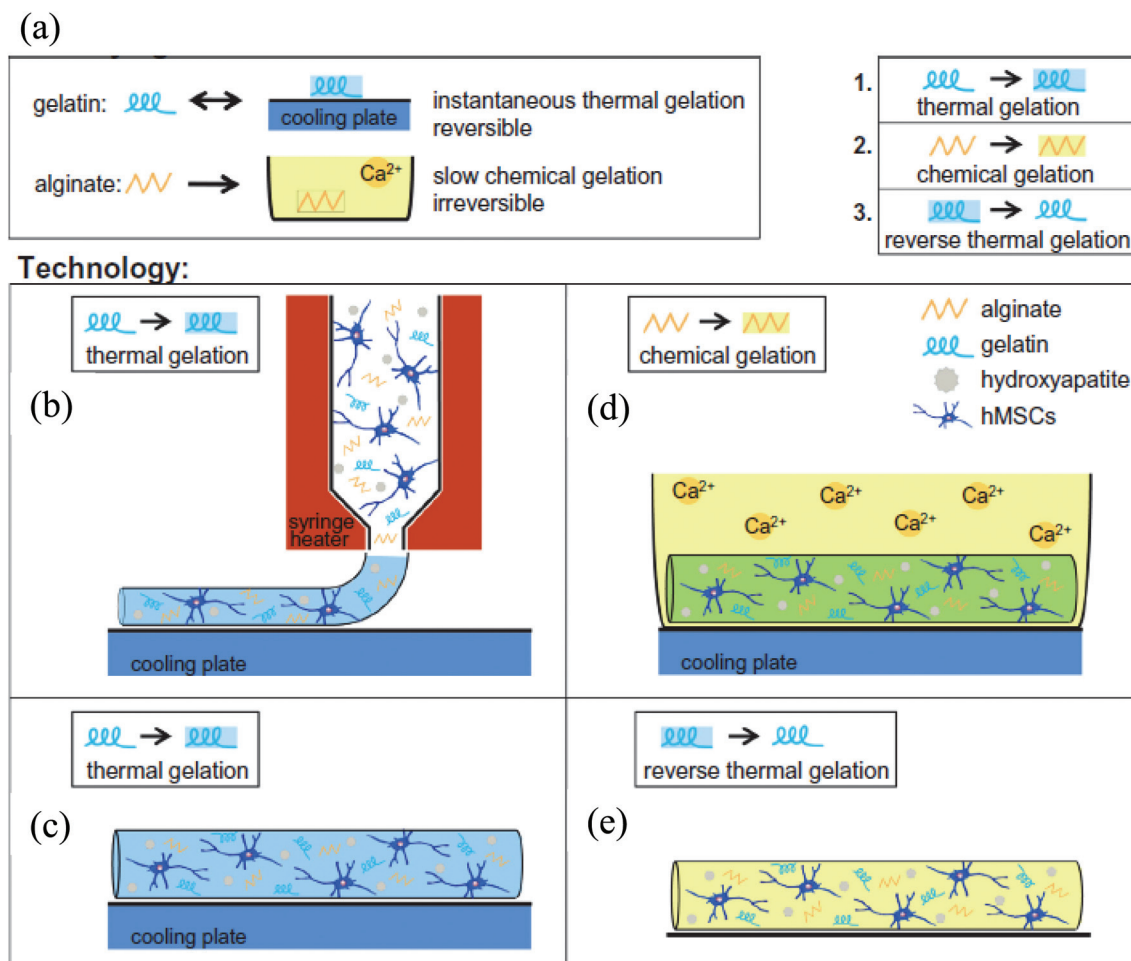 (a)
gelatin:
cooling plate
instantaneous thermal gelation
reversible
alginate:
Ca2+
slow chemical gelation
irreversible
1.
thermal gelation
2.
chemical gelation
3.
reverse thermal gelation
Technology:
thermal gelation
(b)
syringe
heater
cooling plate
chemical gelation
alginate
gelatin
hydroxyapatite
hMSCs
(d)
Ca2+
Ca2+
Ca2+
Ca2+
Ca2+
Ca2+
cooling plate
thermal gelation
(c)
cooling plate
reverse thermal gelation
(e)